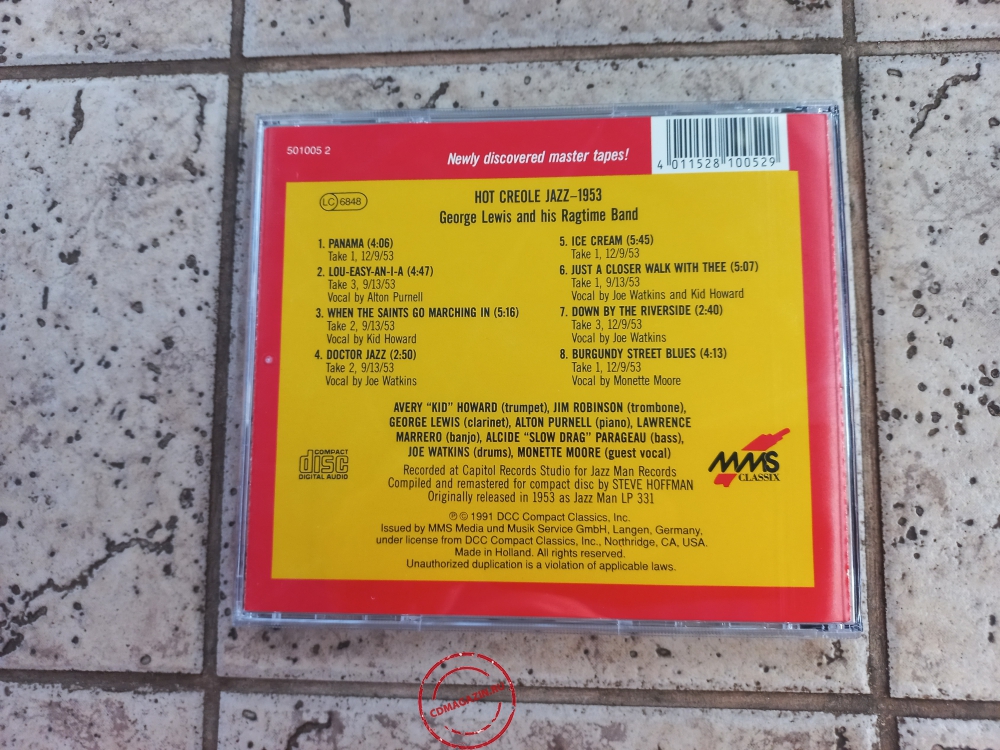 501005 2
Newly discovered master tapes!
4 011528 100529
LC 6848
HOT CREOLE JAZZ–1953
George Lewis and his Ragtime Band
1. PANAMA (4:06)
Take 1, 12/9/53
2. LOU-EASY-AN-I-A (4:47)
Take 3, 9/13/53
Vocal by Alton Purnell
3. WHEN THE SAINTS GO MARCHING IN (5:16)
Take 2, 9/13/53
Vocal by Kid Howard
4. DOCTOR JAZZ (2:50)
Take 2, 9/13/53
Vocal by Joe Watkins
5. ICE CREAM (5:45)
Take 1, 12/9/53
6. JUST A CLOSER WALK WITH THEE (5:07)
Take 1, 9/13/53
Vocal by Joe Watkins and Kid Howard
7. DOWN BY THE RIVERSIDE (2:40)
Take 3, 12/9/53
Vocal by Joe Watkins
8. BURGUNDY STREET BLUES (4:13)
Take 1, 12/9/53
Vocal by Monette Moore
AVERY “KID” HOWARD (trumpet), JIM ROBINSON (trombone),
GEORGE LEWIS (clarinet), ALTON PURNELL (piano), LAWRENCE
MARRERO (banjo), ALCIDE “SLOW DRAG” PARAGEAU (bass),
JOE WATKINS (drums), MONETTE MOORE (guest vocal)
COMPACT
disc
DIGITAL AUDIO
MMS
CLASSIX
Recorded at Capitol Records Studio for Jazz Man Records
Compiled and remastered for compact disc by STEVE HOFFMAN
Originally released in 1953 as Jazz Man LP 331
℗ © 1991 DCC Compact Classics, Inc.
Issued by MMS Media und Musik Service GmbH, Langen, Germany,
under license from DCC Compact Classics, Inc., Northridge, CA, USA.
Made in Holland. All rights reserved.
Unauthorized duplication is a violation of applicable laws.